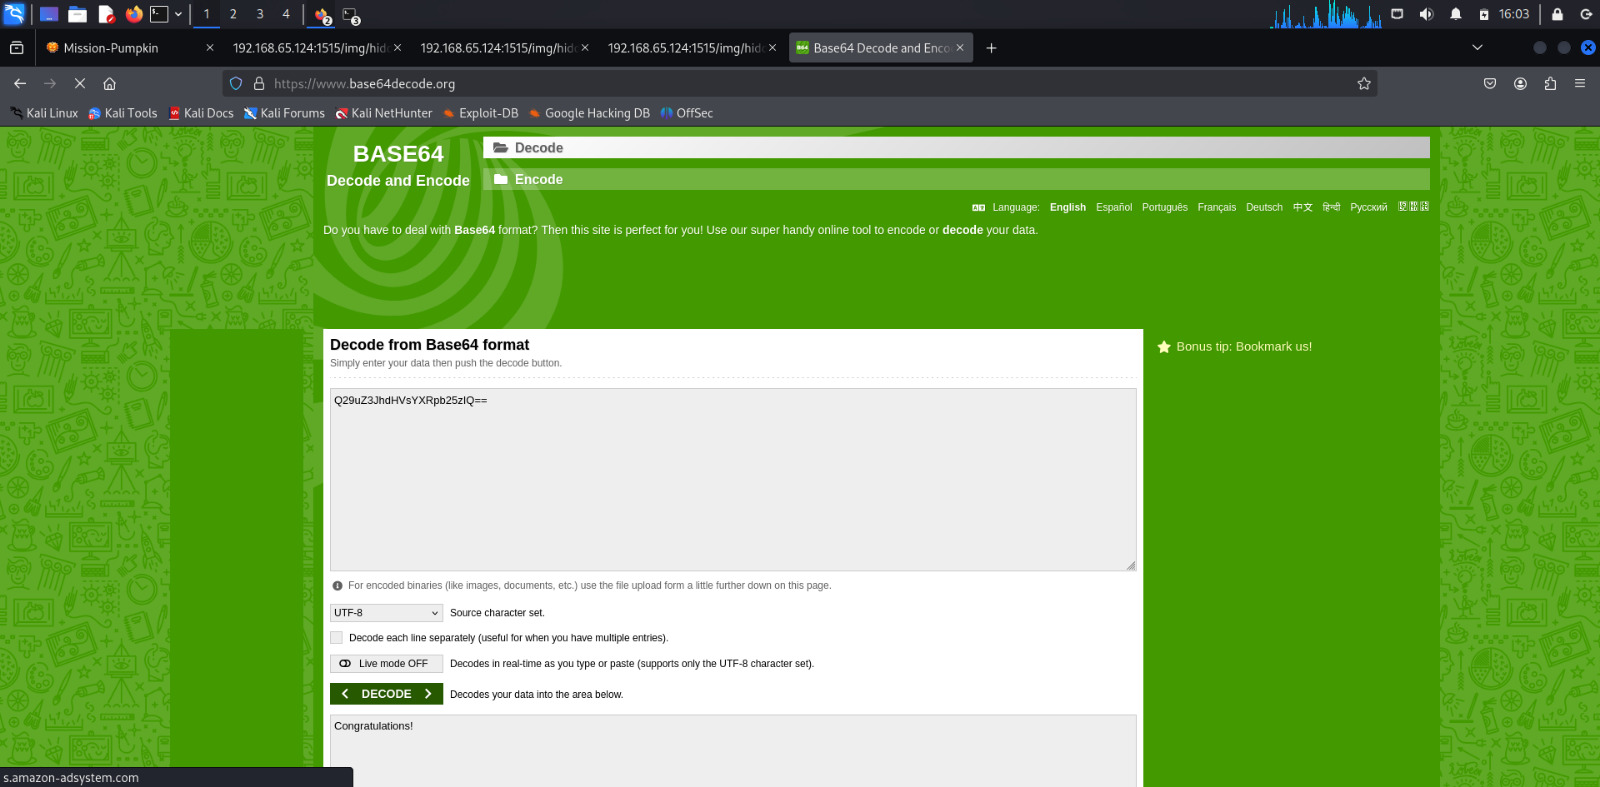 1 2 3 4 2 3 16:03
Mission-Pumpkin 192.168.65.124:1515/img/hid 192.168.65.124:1515/img/hid 192.168.65.124:1515/img/hid B64 Base64 Decode and Enco
https://www.base64decode.org
Kali Linux Kali Tools Kali Docs Kali Forums Kali NetHunter Exploit-DB Google Hacking DB OffSec
BASE64
Decode and Encode
Decode
Encode
Language: English Español Português Français Deutsch 中文 हिन्दी Русский
Do you have to deal with Base64 format? Then this site is perfect for you! Use our super handy online tool to encode or decode your data.
Decode from Base64 format
Simply enter your data then push the decode button.
Bonus tip: Bookmark us!
Q29uZ3JhdHVsYXRpb25zIQ==
For encoded binaries (like images, documents, etc.) use the file upload form a little further down on this page.
UTF-8 Source character set.
Decode each line separately (useful for when you have multiple entries).
Live mode OFF Decodes in real-time as you type or paste (supports only the UTF-8 character set).
DECODE Decodes your data into the area below.
Congratulations!
s.amazon-adsystem.com